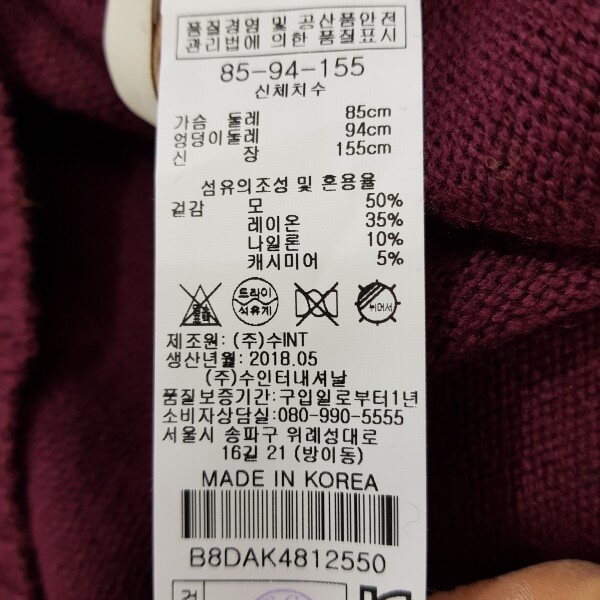 품질경영 및 공산품안전
관리법에 의한 품질표시
85-94-155
신체치수
가슴 둘레 85cm
엉덩이둘레 94cm
신 장 155cm
섬유의조성 및 혼용율
겉감 모 50%
레이온 35%
나일론 10%
캐시미어 5%
드라이
석유계
뉘어서
제조원: (주)수INT
생산년월: 2018.05
(주)수인터내셔날
품질보증기간: 구입일로부터1년
소비자상담실:080-990-5555
서울시 송파구 위례성대로
16길 21 (방이동)
MADE IN KOREA
B8DAK4812550